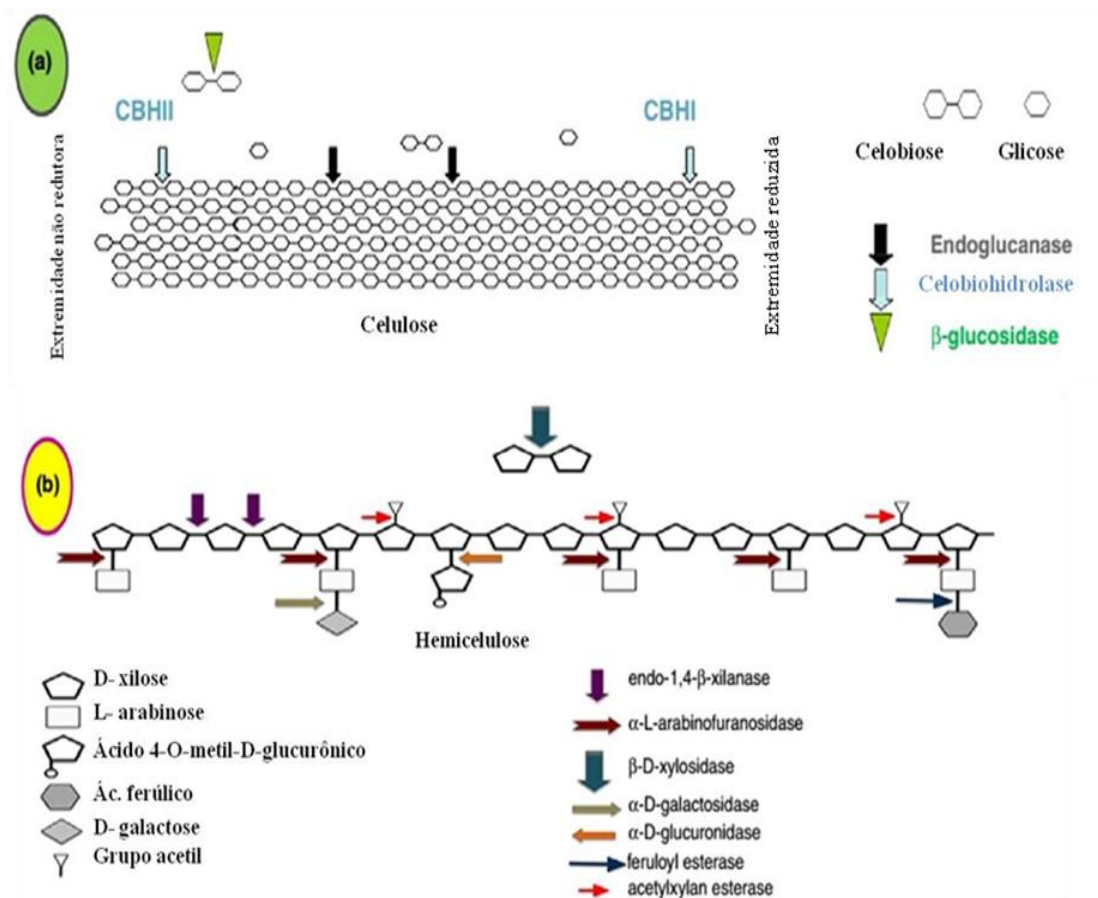 (a)
CBHII
CBHI
Extremidade não redutora
Extremidade reduzida
Celobiose
Glicose
Endoglucanase
Celobiohidrolase
β-glucosidase
Celulose
(b)
Hemicelulose
D- xilose
L- arabinose
Ácido 4-O-metil-D-glucurônico
Ác. ferúlico
D- galactose
Grupo acetil
endo-1,4-β-xilanase
α-L-arabinofuranosidase
β-D-xylosidase
α-D-galactosidase
α-D-glucuronidase
feruloyl esterase
acetylxylan esterase